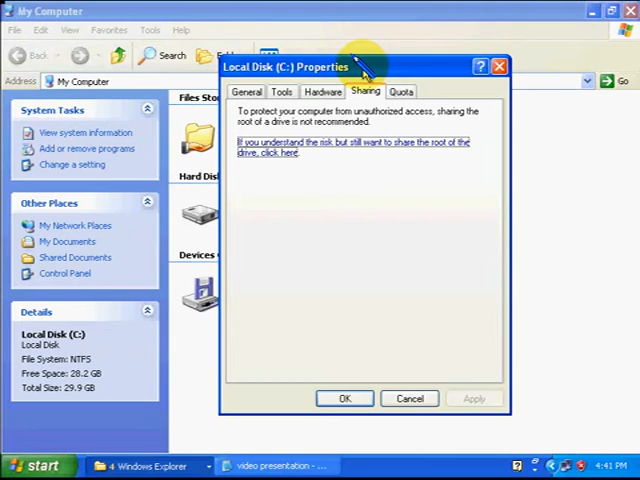 My Computer
File Edit View Favorites Tools Help
Back Search
Address My Computer Go
System Tasks
View system information
Add or remove programs
Change a setting
Other Places
My Network Places
My Documents
Shared Documents
Control Panel
Details
Local Disk (C:)
Local Disk
File System: NTFS
Free Space: 28.2 GB
Total Size: 29.9 GB
Files Sto
Hard Disk
Devices
Local Disk (C:) Properties
General Tools Hardware Sharing Quota
To protect your computer from unauthorized access, sharing the
root of a drive is not recommended.
If you understand the risk but still want to share the root of the
drive, click here.
OK Cancel Apply
start 4 Windows Explorer video presentation - ... 4:41 PM